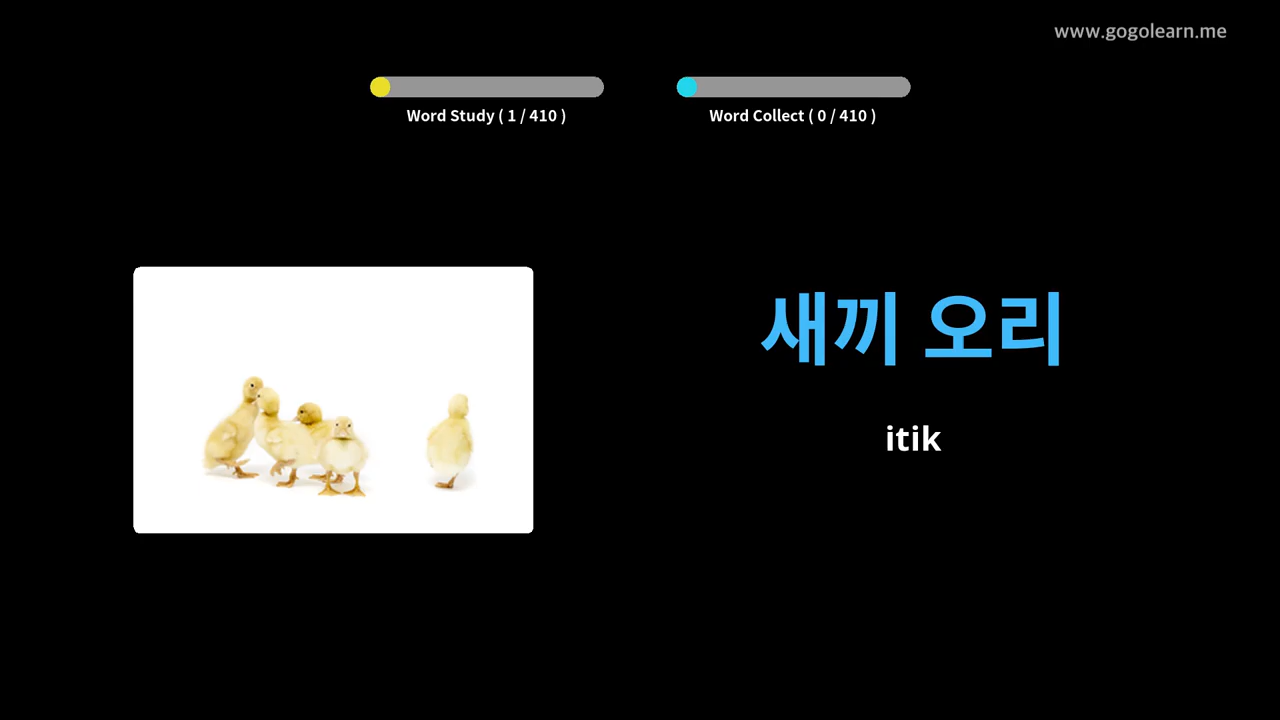 www.gogolearn.me
Word Study ( 1 / 410 )
Word Collect ( 0 / 410 )
새끼 오리
itik